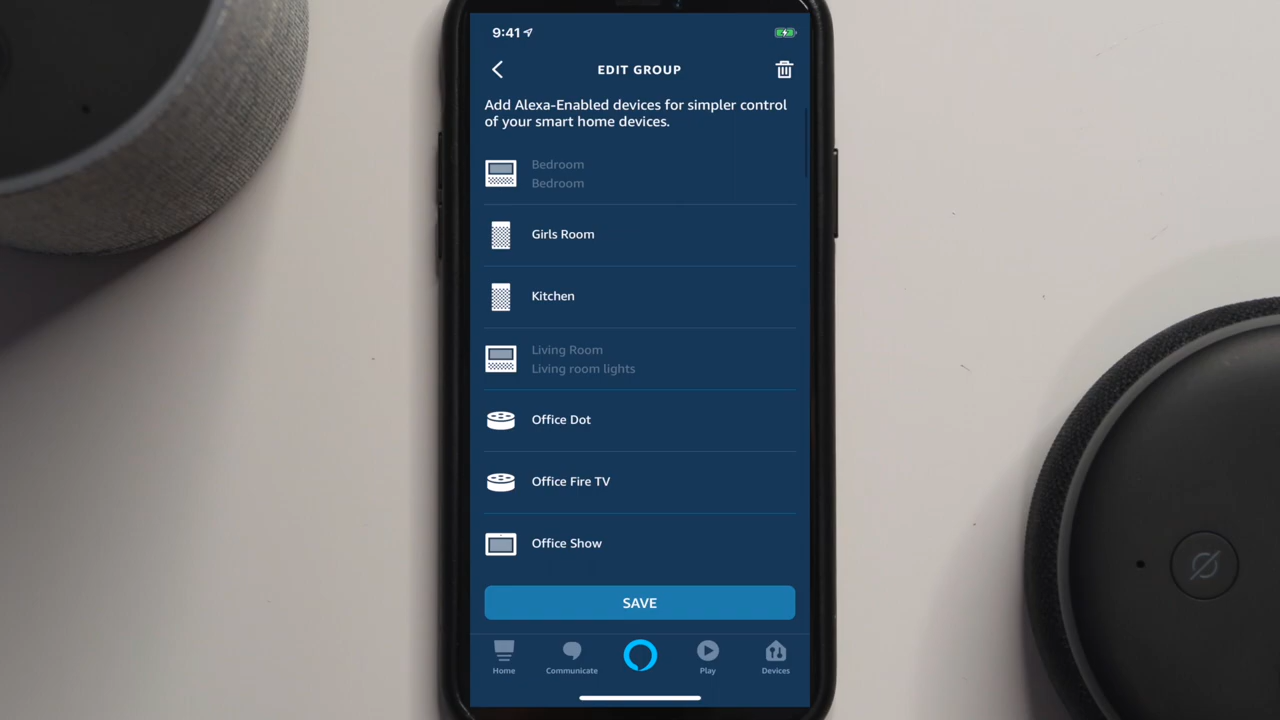 9:41
EDIT GROUP
Add Alexa-Enabled devices for simpler control
of your smart home devices.
Bedroom
Bedroom
Girls Room
Kitchen
Living Room
Living room lights
Office Dot
Office Fire TV
Office Show
SAVE
Home
Communicate
Play
Devices